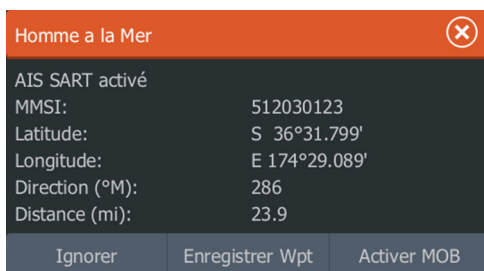 Homme a la Mer
AIS SART activé
MMSI: 512030123
Latitude: S 36°31.799'
Longitude: E 174°29.089'
Direction (°M): 286
Distance (mi): 23.9
Ignorer Enregistrer Wpt Activer MOB